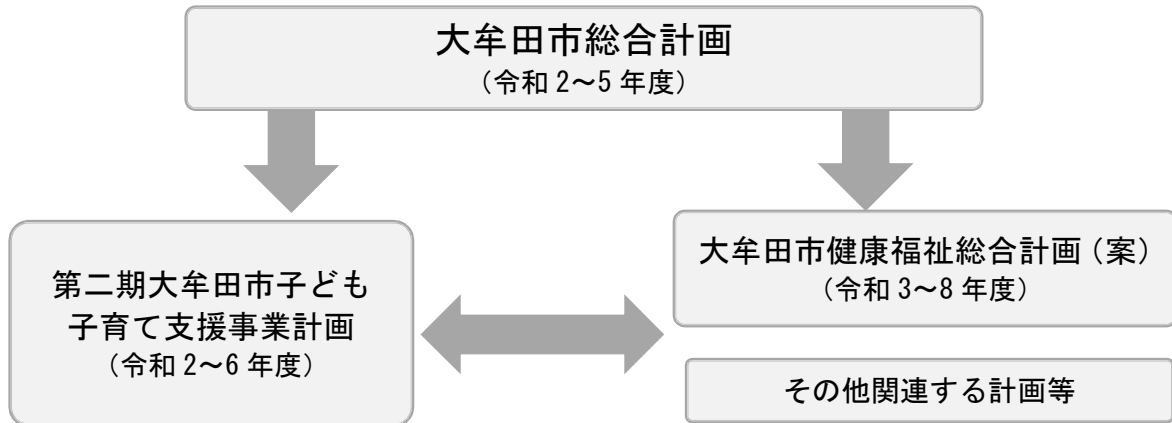 大牟田市総合計画
（令和 2～5 年度）
第二期大牟田市子ども
子育て支援事業計画
（令和 2～6 年度）
大牟田市健康福祉総合計画（案）
（令和 3～8 年度）
その他関連する計画等